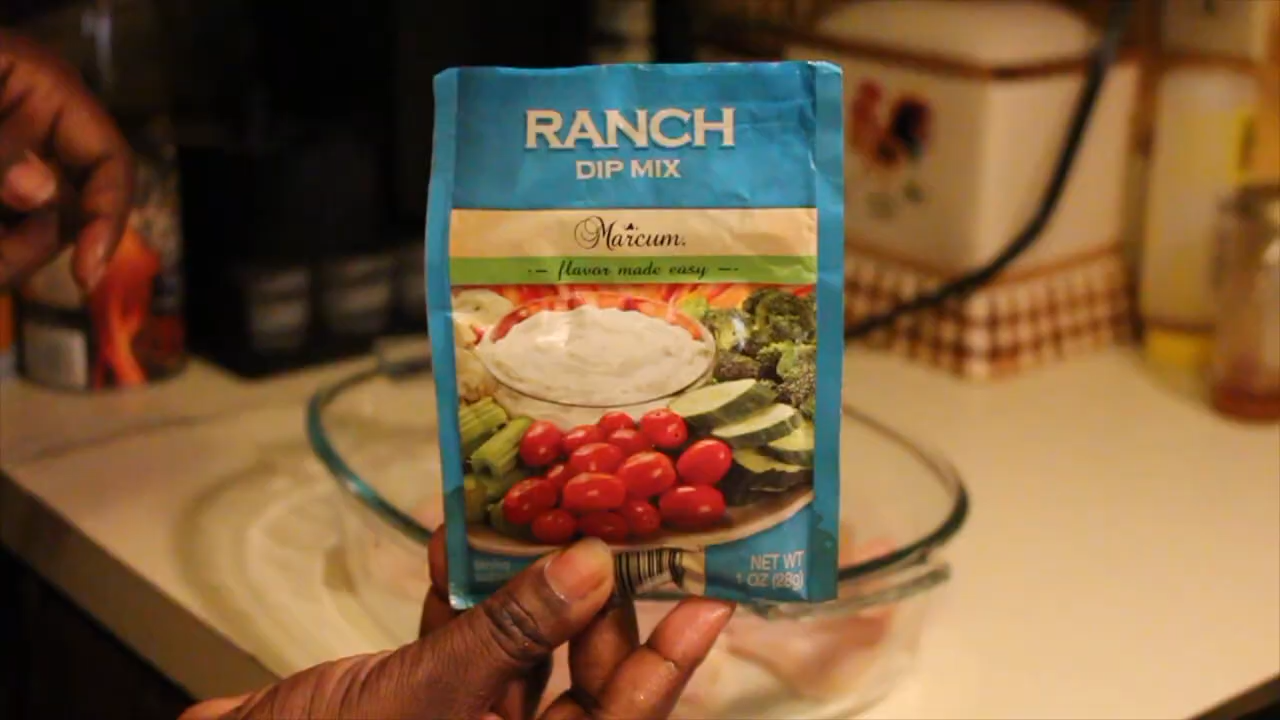 RANCH
DIP MIX
Marcum.
flavor made easy
NET WT
1 OZ (28g)